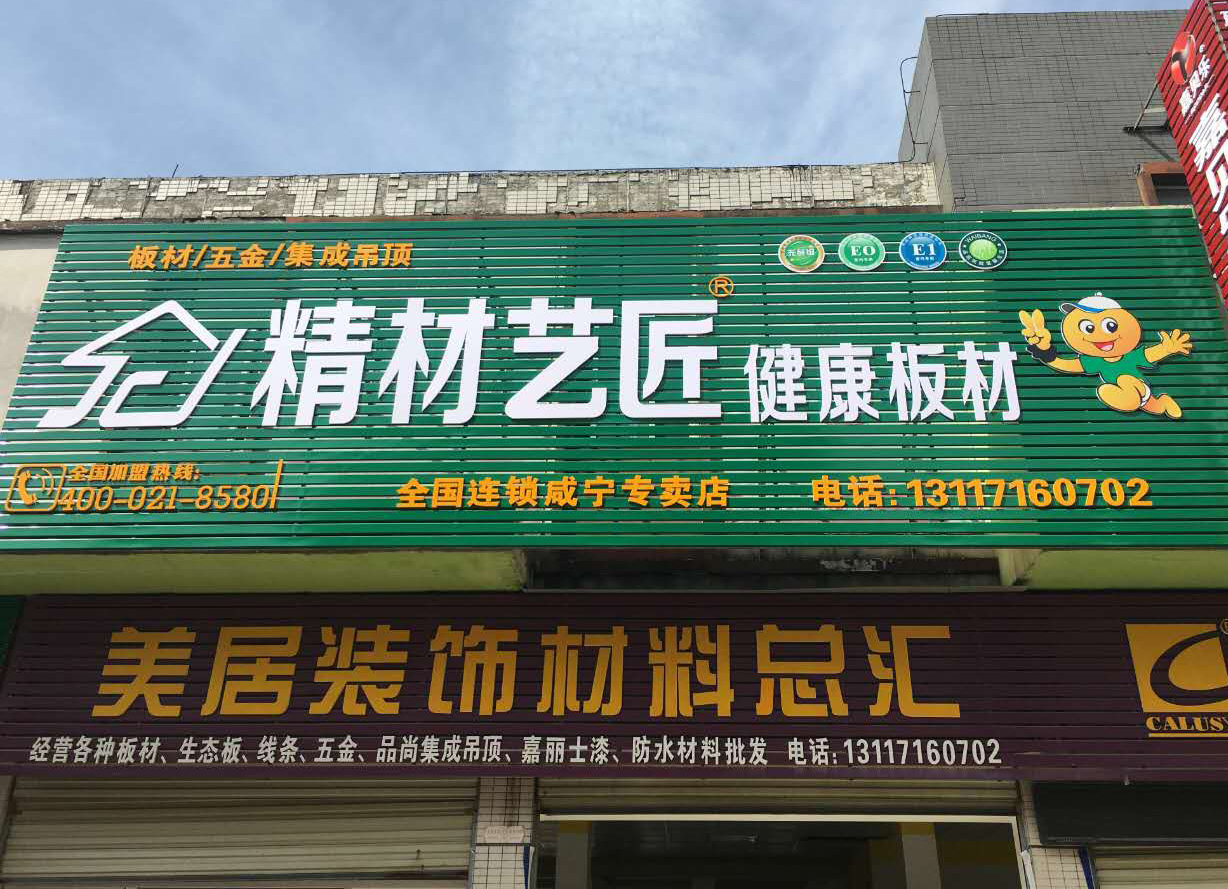 板材/五金/集成吊顶
EO
E1
精材艺匠®
健康板材
全国加盟热线:
400-021-8580
全国连锁咸宁专卖店
电话:13117160702
美居装饰材料总汇
经营各种板材、生态板、线条、五金、品尚集成吊顶、嘉丽士漆、防水材料批发 电话:13117160702